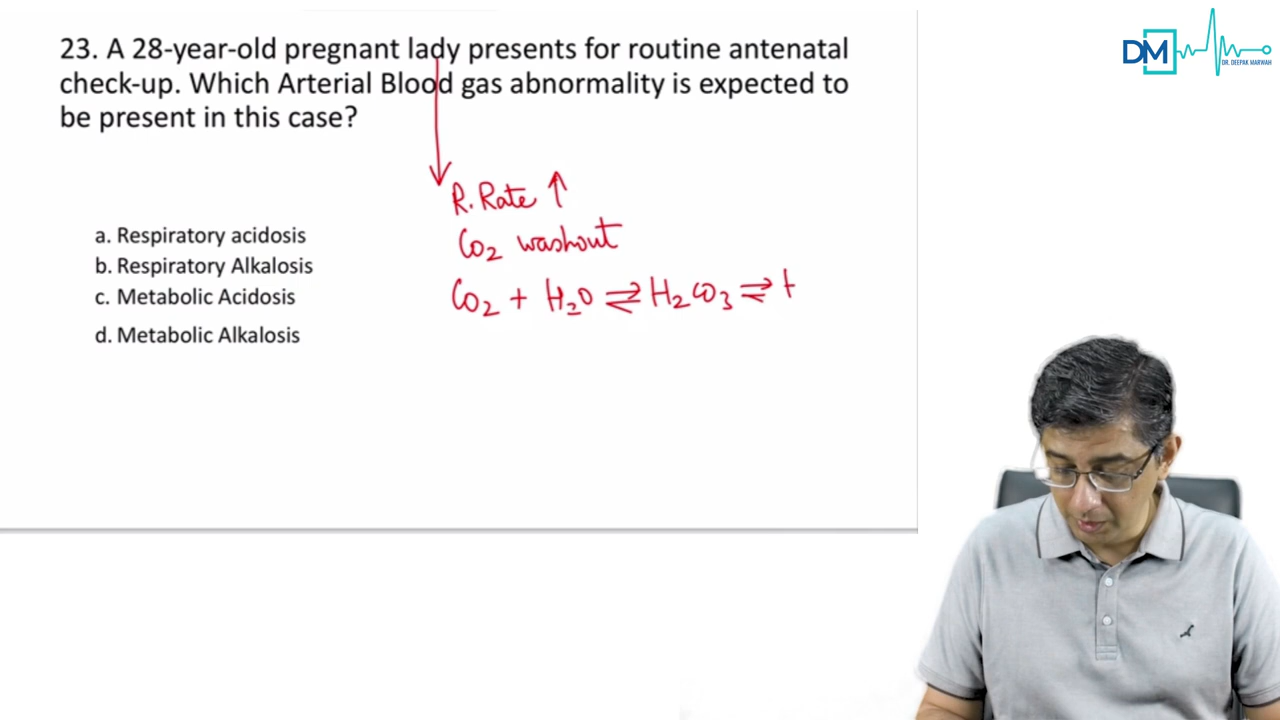 23. A 28-year-old pregnant lady presents for routine antenatal
check-up. Which Arterial Blood gas abnormality is expected to
be present in this case?
R. Rate ↑
CO2 washout
CO2 + H2O ⇌ H2CO3 ⇌
a. Respiratory acidosis
b. Respiratory Alkalosis
c. Metabolic Acidosis
d. Metabolic Alkalosis
DM
DR. DEEPAK MARWAH